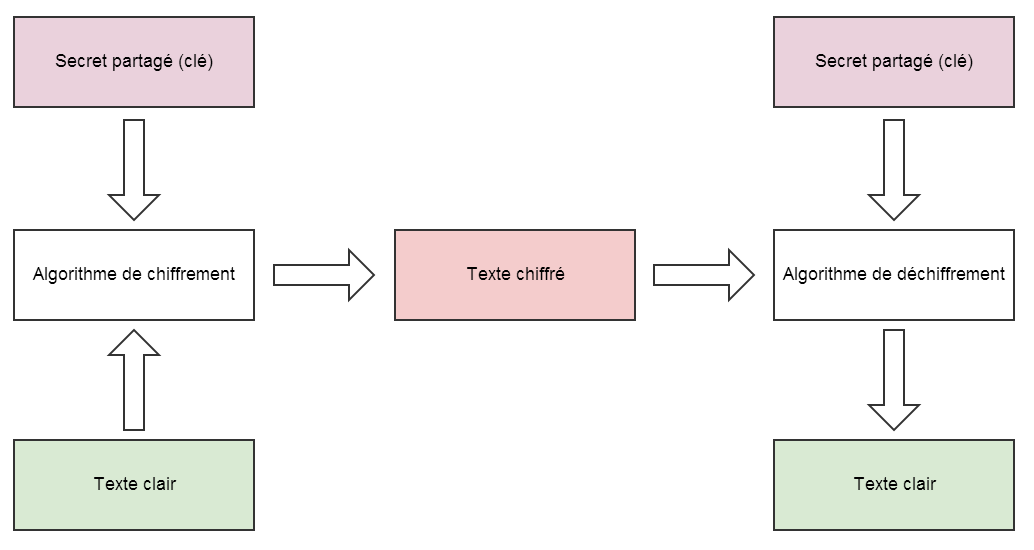 Secret partagé (clé)
Secret partagé (clé)
Algorithme de chiffrement
Texte chiffré
Algorithme de déchiffrement
Texte clair
Texte clair